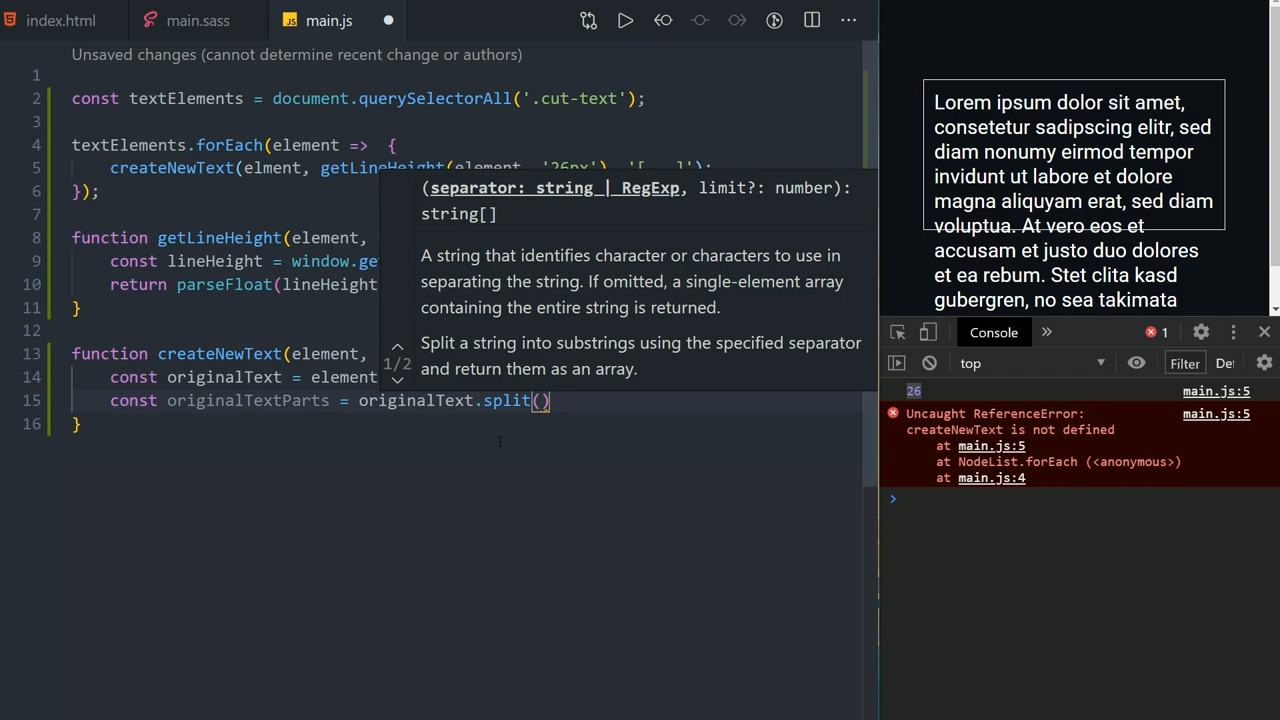 index.html
main.sass
JS main.js
Unsaved changes (cannot determine recent change or authors)
1
2 const textElements = document.querySelectorAll('.cut-text');
3
4 textElements.forEach(element => {
5 createNewText(elment, getLineHeight(element, '26px'), '[...]');
6 });
7
8 function getLineHeight(element,
9 const lineHeight = window.ge
10 return parseFloat(lineHeight
11 }
12
13 function createNewText(element,
14 const originalText = element
15 const originalTextParts = originalText.split()
16 }
(separator: string | RegExp, limit?: number):
string[]
A string that identifies character or characters to use in
separating the string. If omitted, a single-element array
containing the entire string is returned.
1/2
Split a string into substrings using the specified separator
and return them as an array.
Lorem ipsum dolor sit amet,
consetetur sadipscing elitr, sed
diam nonumy eirmod tempor
invidunt ut labore et dolore
magna aliquyam erat, sed diam
voluptua. At vero eos et
accusam et justo duo dolores
et ea rebum. Stet clita kasd
gubergren, no sea takimata
Console » 1
top Filter De
26 main.js:5
Uncaught ReferenceError: main.js:5
createNewText is not defined
at main.js:5
at NodeList.forEach (<anonymous>)
at main.js:4